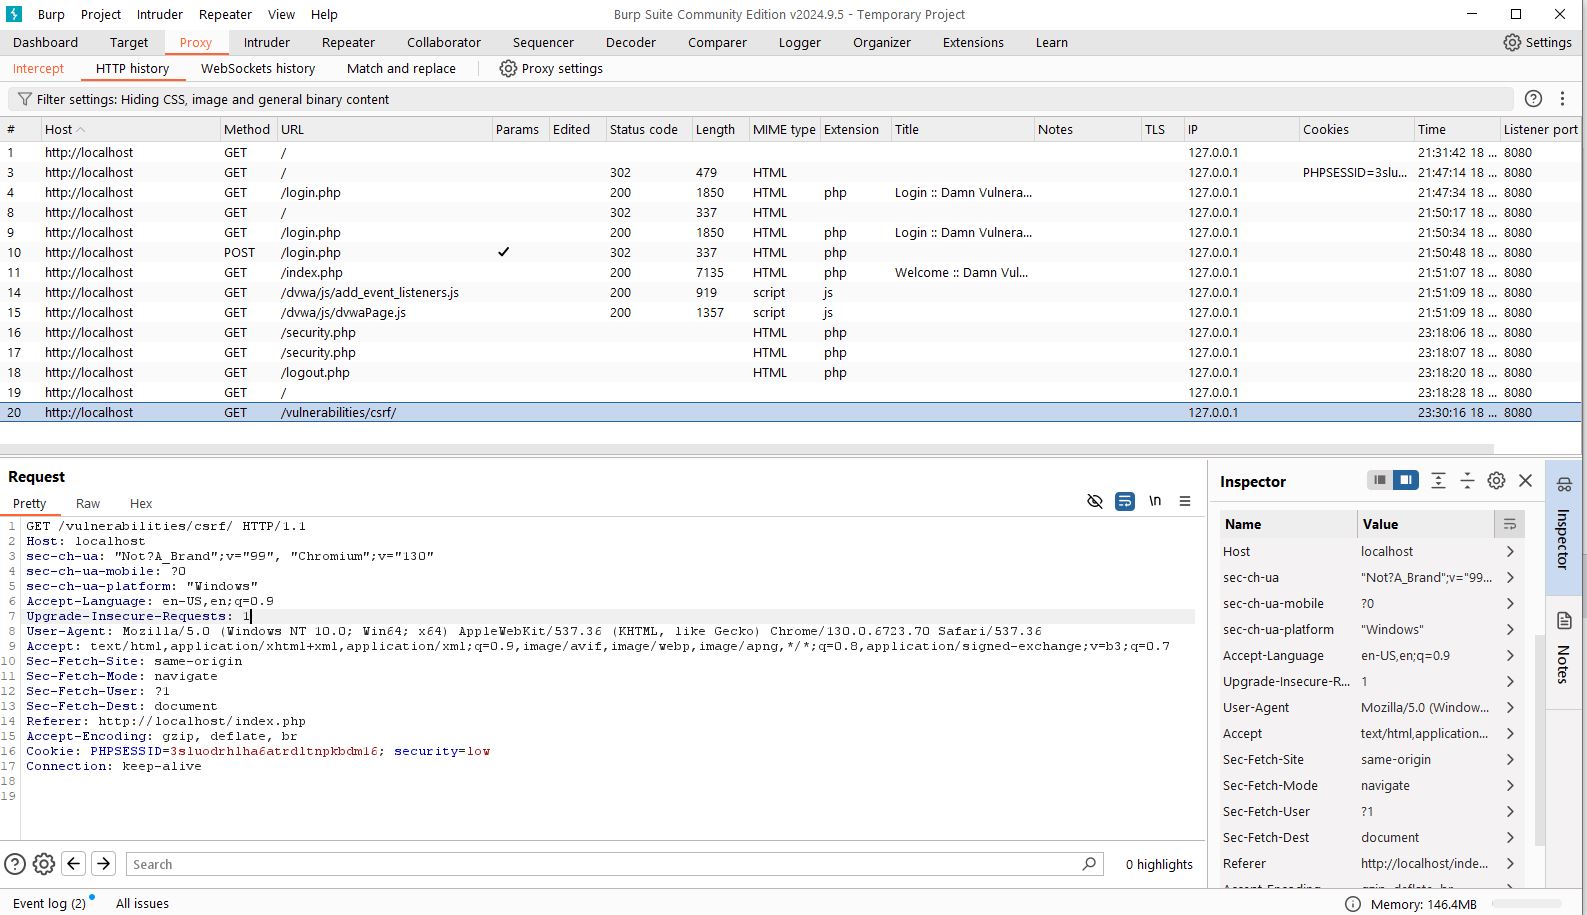 Burp Project Intruder Repeater View Help Burp Suite Community Edition v2024.9.5 - Temporary Project
Dashboard Target Proxy Intruder Repeater Collaborator Sequencer Decoder Comparer Logger Organizer Extensions Learn Settings
Intercept HTTP history WebSockets history Match and replace Proxy settings
Filter settings: Hiding CSS, image and general binary content
# Host Method URL Params Edited Status code Length MIME type Extension Title Notes TLS IP Cookies Time Listener port
1 http://localhost GET / 127.0.0.1 21:31:42 18 ... 8080
3 http://localhost GET / 302 479 HTML 127.0.0.1 PHPSESSID=3slu... 21:47:14 18 ... 8080
4 http://localhost GET /login.php 200 1850 HTML php Login :: Damn Vulnera... 127.0.0.1 21:47:34 18 ... 8080
8 http://localhost GET / 302 337 HTML 127.0.0.1 21:50:17 18 ... 8080
9 http://localhost GET /login.php 200 1850 HTML php Login :: Damn Vulnera... 127.0.0.1 21:50:34 18 ... 8080
10 http://localhost POST /login.php ✓ 302 337 HTML php 127.0.0.1 21:50:48 18 ... 8080
11 http://localhost GET /index.php 200 7135 HTML php Welcome :: Damn Vul... 127.0.0.1 21:51:07 18 ... 8080
14 http://localhost GET /dvwa/js/add_event_listeners.js 200 919 script js 127.0.0.1 21:51:09 18 ... 8080
15 http://localhost GET /dvwa/js/dvwaPage.js 200 1357 script js 127.0.0.1 21:51:09 18 ... 8080
16 http://localhost GET /security.php HTML php 127.0.0.1 23:18:06 18 ... 8080
17 http://localhost GET /security.php HTML php 127.0.0.1 23:18:07 18 ... 8080
18 http://localhost GET /logout.php HTML php 127.0.0.1 23:18:20 18 ... 8080
19 http://localhost GET / 127.0.0.1 23:18:28 18 ... 8080
20 http://localhost GET /vulnerabilities/csrf/ 127.0.0.1 23:30:16 18 ... 8080
Request
Pretty Raw Hex \n
1 GET /vulnerabilities/csrf/ HTTP/1.1
2 Host: localhost
3 sec-ch-ua: "Not?A_Brand";v="99", "Chromium";v="130"
4 sec-ch-ua-mobile: ?0
5 sec-ch-ua-platform: "Windows"
6 Accept-Language: en-US,en;q=0.9
7 Upgrade-Insecure-Requests: 1
8 User-Agent: Mozilla/5.0 (Windows NT 10.0; Win64; x64) AppleWebKit/537.36 (KHTML, like Gecko) Chrome/130.0.6723.70 Safari/537.36
9 Accept: text/html,application/xhtml+xml,application/xml;q=0.9,image/avif,image/webp,image/apng,*/*;q=0.8,application/signed-exchange;v=b3;q=0.7
10 Sec-Fetch-Site: same-origin
11 Sec-Fetch-Mode: navigate
12 Sec-Fetch-User: ?1
13 Sec-Fetch-Dest: document
14 Referer: http://localhost/index.php
15 Accept-Encoding: gzip, deflate, br
16 Cookie: PHPSESSID=3sluodrhlha6atrdltnpkbdm16; security=low
17 Connection: keep-alive
18
19
Search 0 highlights
Inspector
Name Value
Host localhost
sec-ch-ua "Not?A_Brand";v="99...
sec-ch-ua-mobile ?0
sec-ch-ua-platform "Windows"
Accept-Language en-US,en;q=0.9
Upgrade-Insecure-R... 1
User-Agent Mozilla/5.0 (Window...
Accept text/html,application...
Sec-Fetch-Site same-origin
Sec-Fetch-Mode navigate
Sec-Fetch-User ?1
Sec-Fetch-Dest document
Referer http://localhost/inde...
Accept-Encoding gzip, deflate, br
Inspector
Notes
Event log (2) All issues Memory: 146.4MB